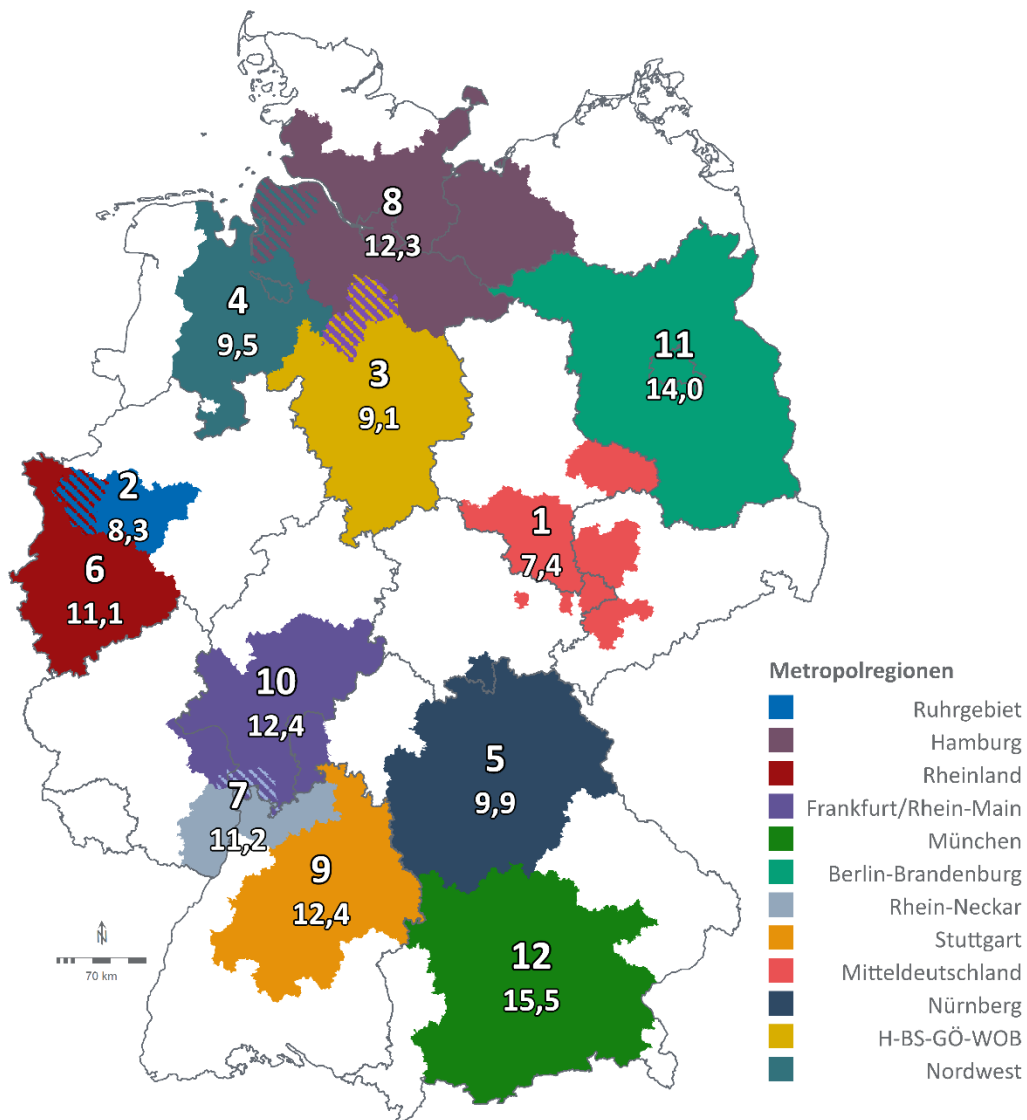 8
12,3
4
9,5
11
14,0
3
9,1
2
8,3
1
7,4
6
11,1
10
12,4
5
9,9
7
11,2
9
12,4
12
15,5
N
70 km
Metropolregionen
Ruhrgebiet
Hamburg
Rheinland
Frankfurt/Rhein-Main
München
Berlin-Brandenburg
Rhein-Neckar
Stuttgart
Mitteldeutschland
Nürnberg
H-BS-GÖ-WOB
Nordwest